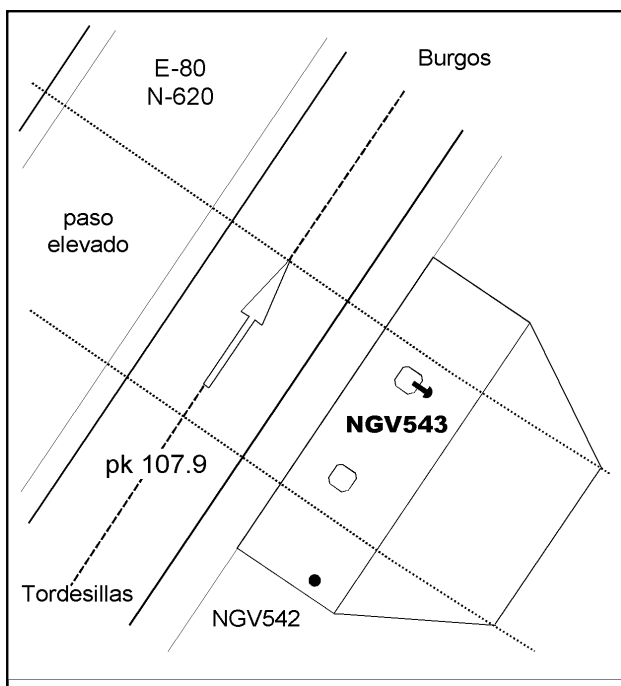 Burgos
E-80
N-620
paso
elevado
NGV543
pk 107.9
Tordesillas
NGV542